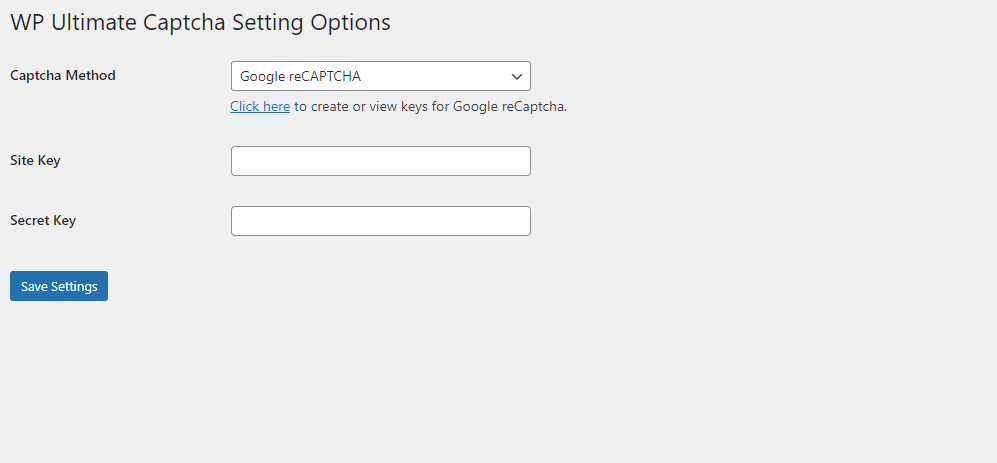 WP Ultimate Captcha Setting Options
Captcha Method
Google reCAPTCHA
Click here to create or view keys for Google reCaptcha.
Site Key
Secret Key
Save Settings